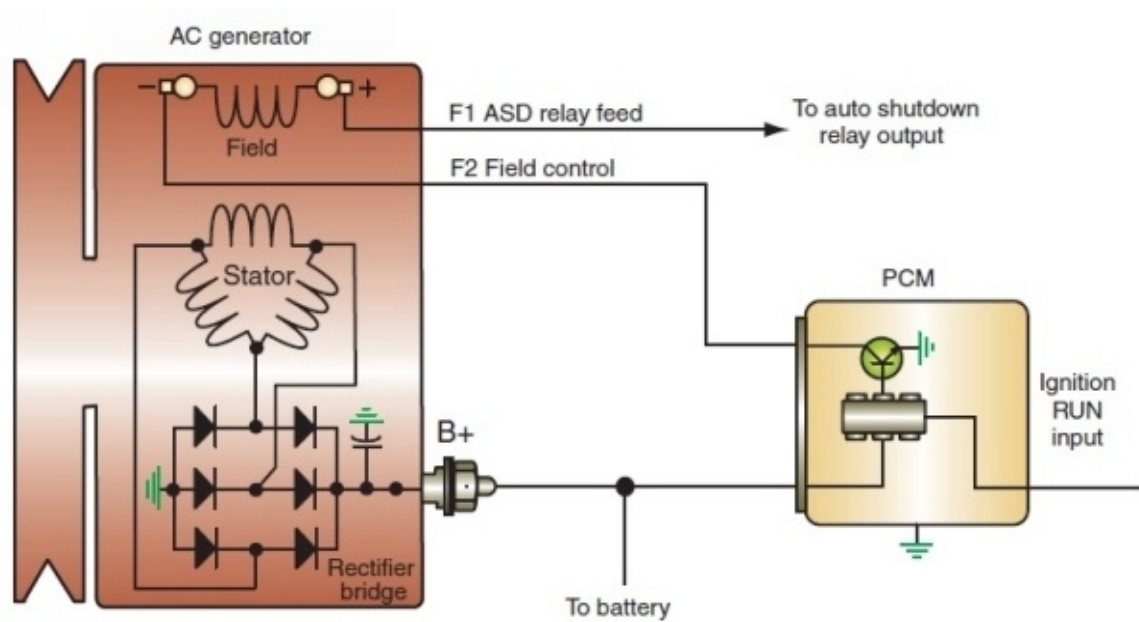 AC generator
−
+
Field
F1 ASD relay feed
To auto shutdown
relay output
F2 Field control
Stator
PCM
Ignition
RUN
input
B+
Rectifier
bridge
To battery